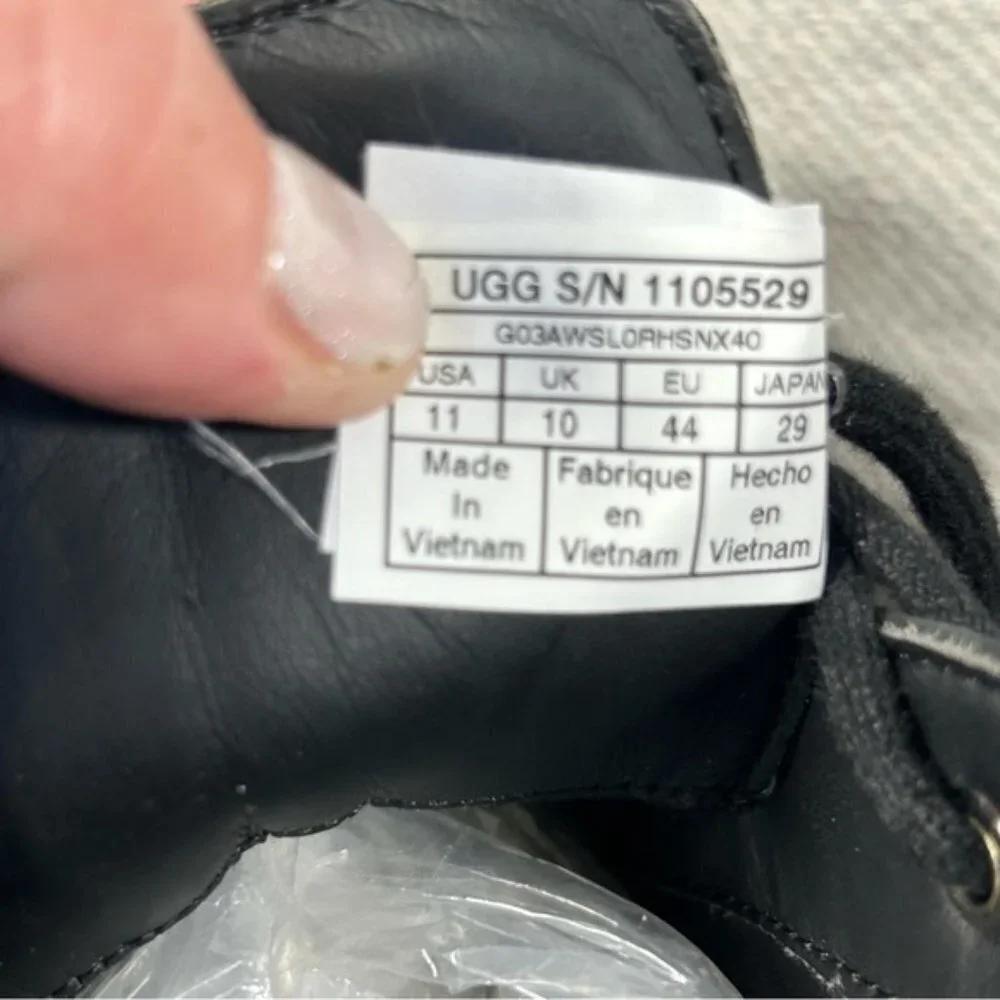 UGG S/N 1105529
G03AWSL0RHSNX40
USA UK EU JAPAN
11 10 44 29
Made In Vietnam
Fabrique en Vietnam
Hecho en Vietnam